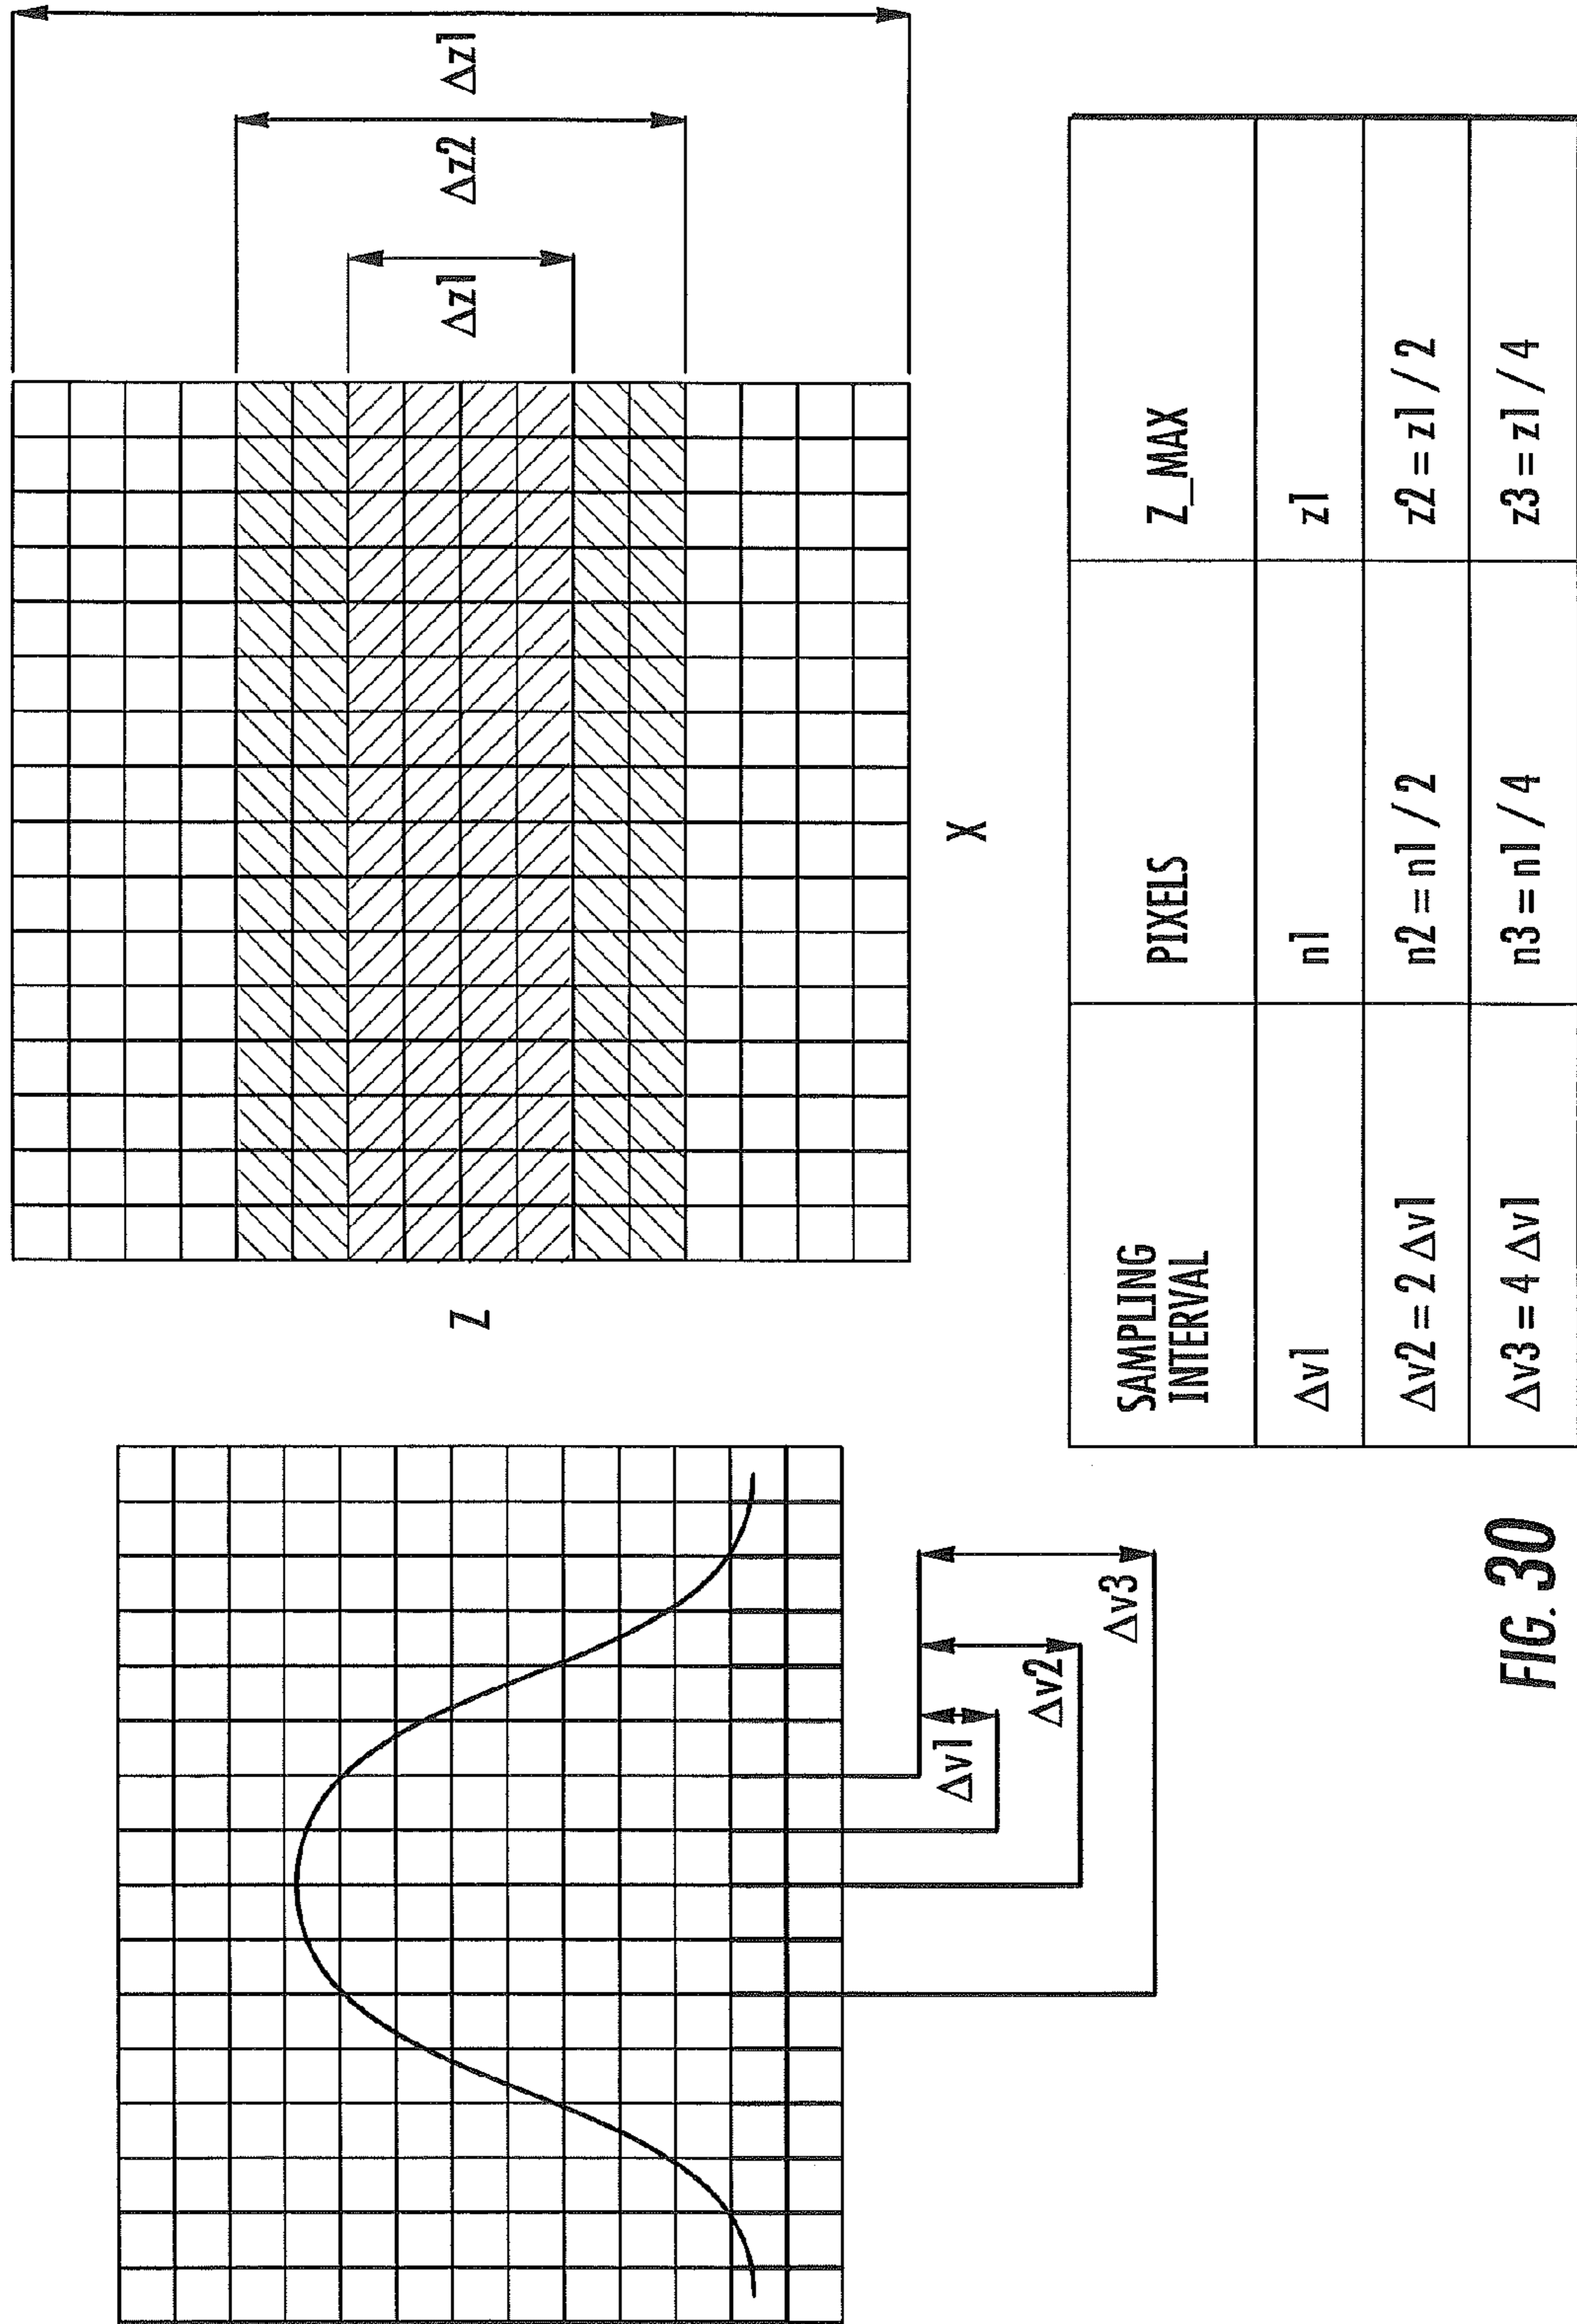 Δz1
Δz2
Δz1
Z
X
Δv1
Δv2
Δv3
SAMPLING
INTERVAL
PIXELS
Z_MAX
Δv1
n1
z1
Δv2 = 2 Δv1
n2 = n1 / 2
z2 = z1 / 2
Δv3 = 4 Δv1
n3 = n1 / 4
z3 = z1 / 4
FIG. 30